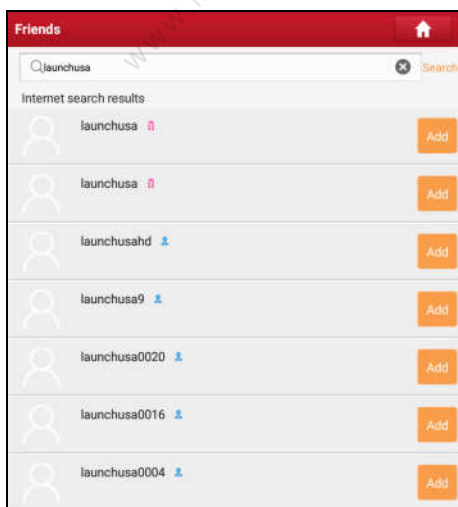 Friends
launchusa
Search
Internet search results
launchusa
Add
launchusa
Add
launchusahd
Add
launchusa9
Add
launchusa0020
Add
launchusa0016
Add
launchusa0004
Add